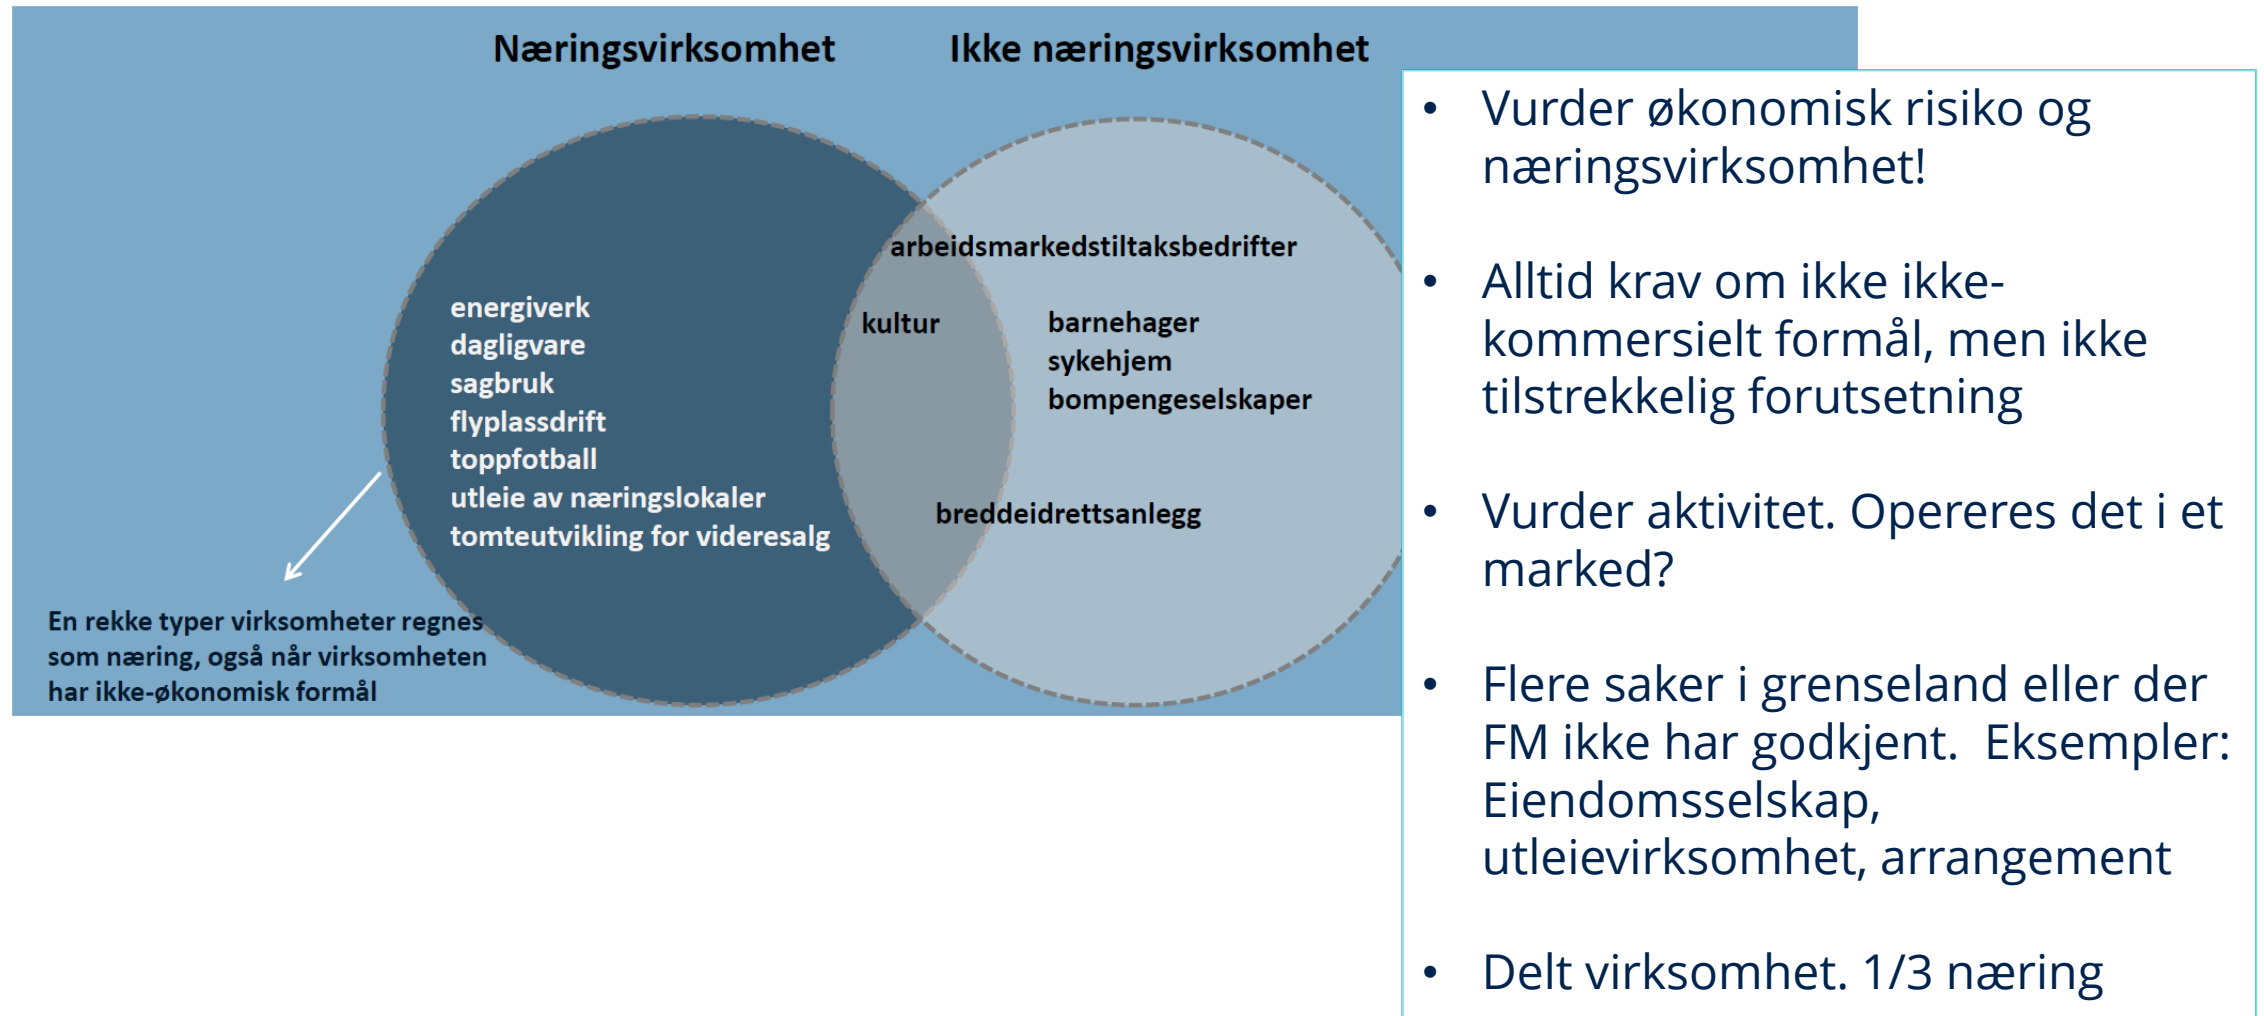 Næringsvirksomhet
Ikke næringsvirksomhet
energiverk
dagligvare
sagbruk
flyplassdrift
toppfotball
utleie av næringslokaler
tomteutvikling for videresalg
arbeidsmarkedstiltaksbedrifter
kultur
barnehager
sykehjem
bompengeselskaper
breddeidrettsanlegg
En rekke typer virksomheter regnes
som næring, også når virksomheten
har ikke-økonomisk formål
• Vurder økonomisk risiko og
næringsvirksomhet!
• Alltid krav om ikke ikke-
kommersielt formål, men ikke
tilstrekkelig forutsetning
• Vurder aktivitet. Opereres det i et
marked?
• Flere saker i grenseland eller der
FM ikke har godkjent. Eksempler:
Eiendomsselskap,
utleievirksomhet, arrangement
• Delt virksomhet. 1/3 næring